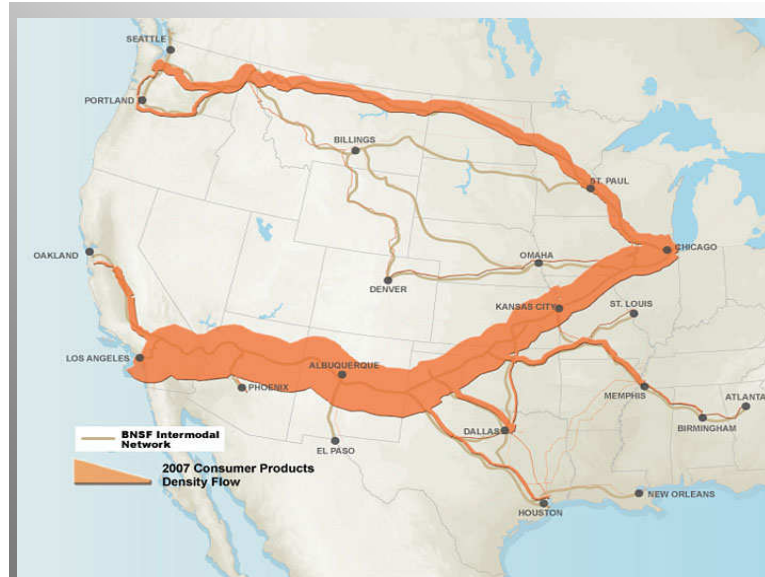 SEATTLE
PORTLAND
BILLINGS
ST. PAUL
OAKLAND
OMAHA
CHICAGO
DENVER
KANSAS CITY
ST. LOUIS
LOS ANGELES
ALBUQUERQUE
PHOENIX
MEMPHIS
ATLANTA
DALLAS
BIRMINGHAM
BNSF Intermodal
Network
EL PASO
2007 Consumer Products
Density Flow
NEW ORLEANS
HOUSTON